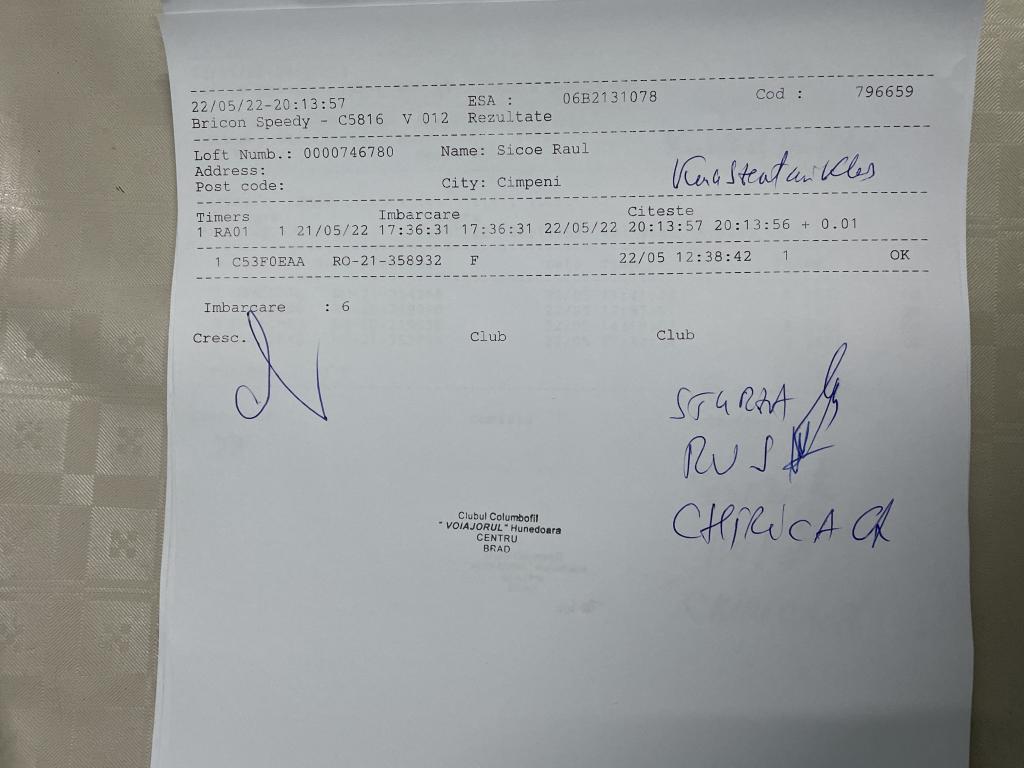 22/05/22-20:13:57 ESA : 06B2131078 Cod : 796659
Bricon Speedy - C5816 V 012 Rezultate
Loft Numb.: 0000746780 Name: Sicoe Raul
Address:
Post code: City: Cimpeni
Timers Imbarcare Citeste
1 RA01 1 21/05/22 17:36:31 17:36:31 22/05/22 20:13:57 20:13:56 + 0.01
1 C53F0EAA RO-21-358932 F 22/05 12:38:42 1 OK
Imbarcare : 6
Cresc. Club Club
STURZA
RUS
CHIRICA
Clubul Columbofil
"VOIAJORUL" Hunedoara
CENTRU
BRAD